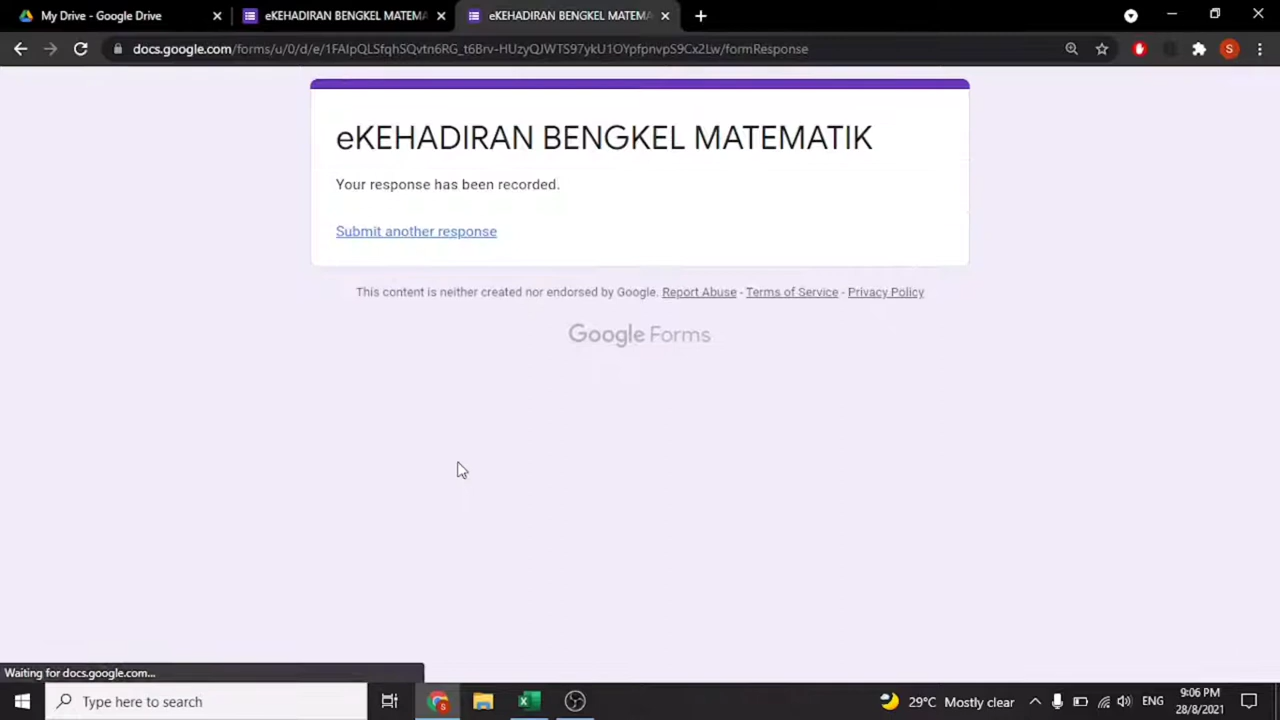 My Drive - Google Drive
eKEHADIRAN BENGKEL MATEMA
eKEHADIRAN BENGKEL MATEMA
docs.google.com/forms/u/0/d/e/1FAIpQLSfqhSQvtn6RG_t6Brv-HUzyQJWTS97ykU1OYpfpnvpS9Cx2Lw/formResponse
S
eKEHADIRAN BENGKEL MATEMATIK
Your response has been recorded.
Submit another response
This content is neither created nor endorsed by Google. Report Abuse - Terms of Service - Privacy Policy
Google Forms
Waiting for docs.google.com...
Type here to search
29°C Mostly clear
ENG
9:06 PM
28/8/2021